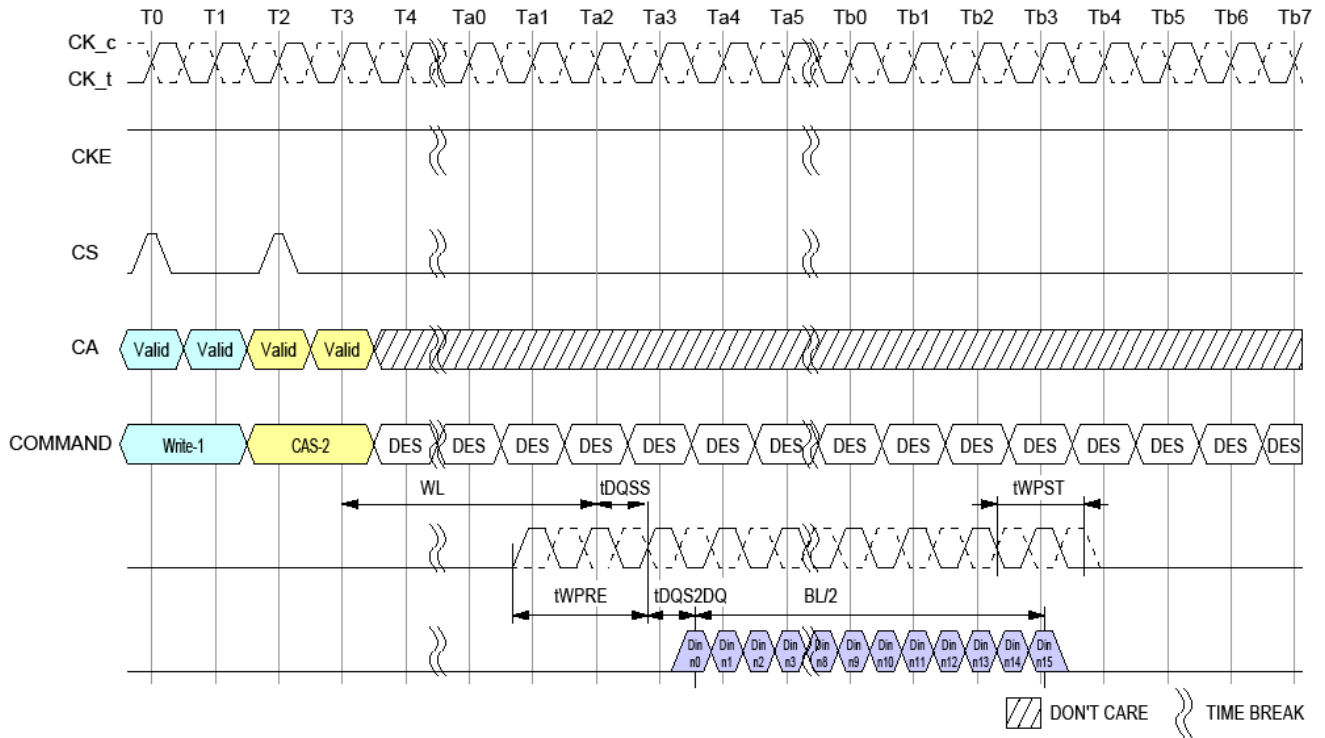 T0 T1 T2 T3 T4 Ta0 Ta1 Ta2 Ta3 Ta4 Ta5 Tb0 Tb1 Tb2 Tb3 Tb4 Tb5 Tb6 Tb7
CK_c
CK_t
CKE
CS
CA Valid Valid Valid Valid
COMMAND Write-1 CAS-2 DES DES DES DES DES DES DES DES DES DES DES DES DES DES DES
WL tDQSS tWPST
tWPRE tDQS2DQ BL/2
Din n0 Din n1 Din n2 Din n3 Din n8 Din n9 Din n10 Din n11 Din n12 Din n13 Din n14 Din n15
DON'T CARE TIME BREAK